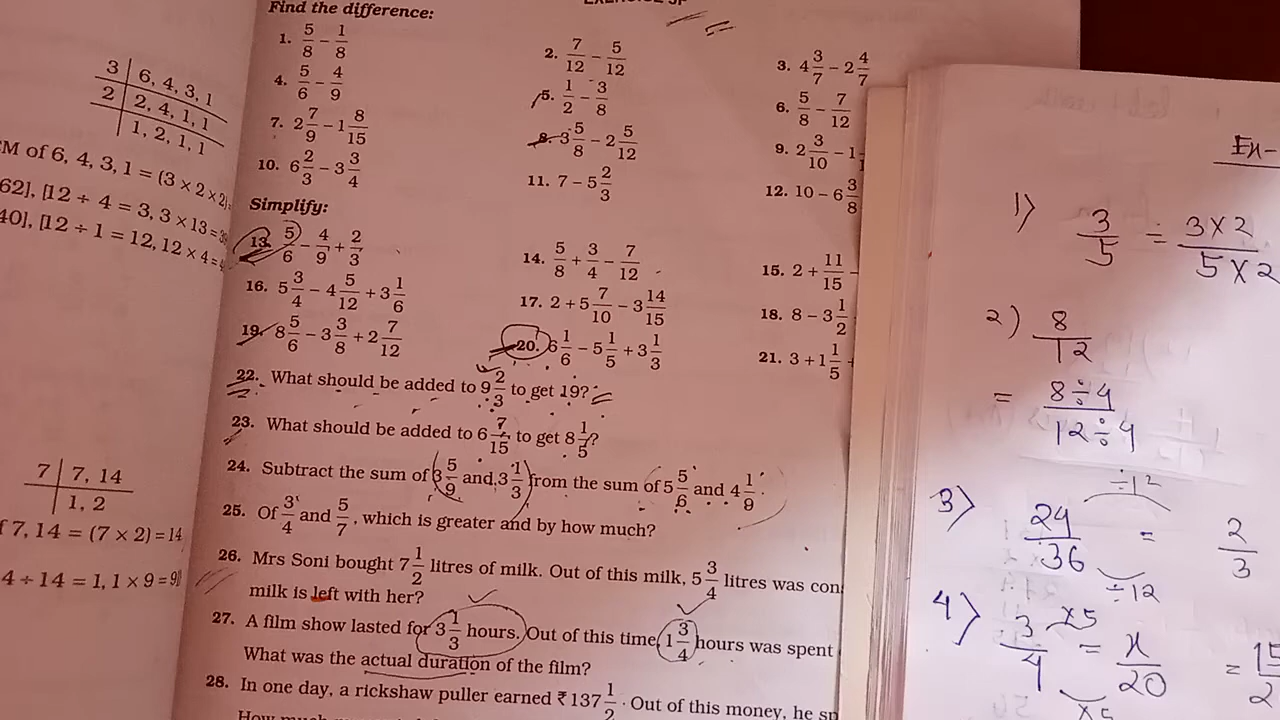 Find the difference:
1. 5/8 − 1/8
2. 7/12 − 5/12
3. 4 3/7 − 2 4/7
4. 5/6 − 4/9
5. 1/2 − 3/8
6. 5/8 − 7/12
7. 2 7/9 − 1 8/15
8. 3 5/8 − 2 5/12
9. 2 3/10 − 1
10. 6 2/3 − 3 3/4
11. 7 − 5 2/3
12. 10 − 6 3/8
Simplify:
13. 5/6 − 4/9 + 2/3
14. 5/8 + 3/4 − 7/12
15. 2 + 11/15 −
16. 5 3/4 − 4 5/12 + 3 1/6
17. 2 + 5 7/10 − 3 14/15
18. 8 − 3 1/2
19. 8 5/6 − 3 3/8 + 2 7/12
20. 6 1/6 − 5 1/5 + 3 1/3
21. 3 + 1 1/5 +
22. What should be added to 9 2/3 to get 19?
23. What should be added to 6 7/15 to get 8 1/5?
24. Subtract the sum of 3 5/9 and 3 1/3 from the sum of 5 5/6 and 4 1/9.
25. Of 3/4 and 5/7, which is greater and by how much?
26. Mrs Soni bought 7 1/2 litres of milk. Out of this milk, 5 3/4 litres was con
milk is left with her?
27. A film show lasted for 3 1/3 hours. Out of this time 1 3/4 hours was spent
What was the actual duration of the film?
28. In one day, a rickshaw puller earned ₹ 137 1/2. Out of this money, he sp
3 | 6, 4, 3, 1
2 | 2, 4, 1, 1
1, 2, 1, 1
M of 6, 4, 3, 1 = (3 × 2 × 2)
62], [12 ÷ 4 = 3, 3 × 13 =
40], [12 ÷ 1 = 12, 12 × 4 =
7 | 7, 14
1, 2
7, 14 = (7 × 2) = 14
4 ÷ 14 = 1, 1 × 9 = 9
Ex-
1) 3/5 = 3×2/5×2
2) 8/12
= 8÷4/12÷4
3) 24/36 = 2/3
÷12
÷12
4) 3/4 = x/20 = 15/2
×5
×5